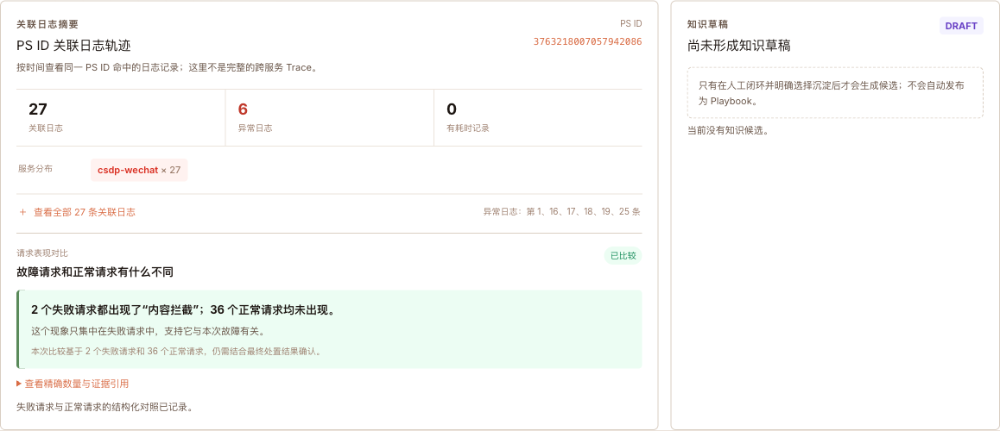 关联日志摘要
PS ID
PS ID 关联日志轨迹
3763218007057942086
按时间查看同一 PS ID 命中的日志记录；这里不是完整的跨服务 Trace。
27
关联日志
6
异常日志
0
有耗时记录
服务分布
csdp-wechat × 27
+ 查看全部 27 条关联日志
异常日志：第 1、16、17、18、19、25 条
请求表现对比
已比较
故障请求和正常请求有什么不同
2 个失败请求都出现了“内容拦截”；36 个正常请求均未出现。
这个现象只集中在失败请求中，支持它与本次故障有关。
本次比较基于 2 个失败请求和 36 个正常请求，仍需结合最终处置结果确认。
▶ 查看精确数量与证据引用
失败请求与正常请求的结构化对照已记录。
知识草稿
DRAFT
尚未形成知识草稿
只有在人工闭环并明确选择沉淀后才会生成候选；不会自动发布
为 Playbook。
当前没有知识候选。